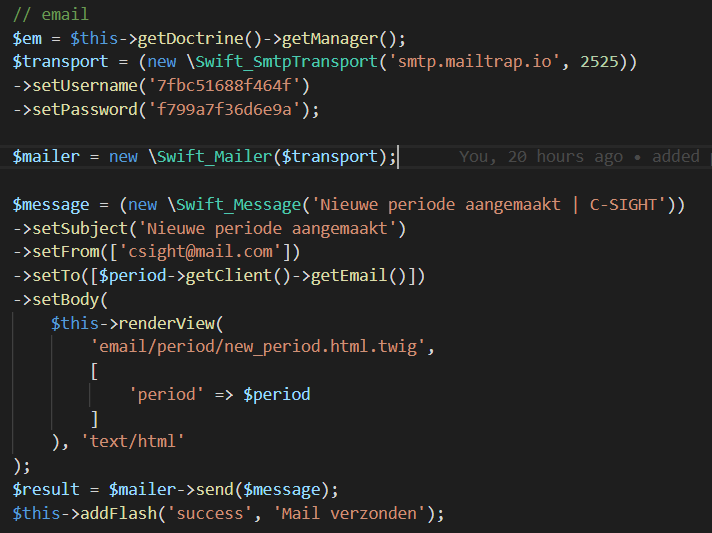 // email
$em = $this->getDoctrine()->getManager();
$transport = (new \Swift_SmtpTransport('smtp.mailtrap.io', 2525))
->setUsername('7fbc51688f464f')
->setPassword('f799a7f36d6e9a');
$mailer = new \Swift_Mailer($transport); You, 20 hours ago • added
$message = (new \Swift_Message('Nieuwe periode aangemaakt | C-SIGHT'))
->setSubject('Nieuwe periode aangemaakt')
->setFrom(['csight@mail.com'])
->setTo([$period->getClient()->getEmail()])
->setBody(
    $this->renderView(
        'email/period/new_period.html.twig',
        [
            'period' => $period
        ]
    ), 'text/html'
);
$result = $mailer->send($message);
$this->addFlash('success', 'Mail verzonden');